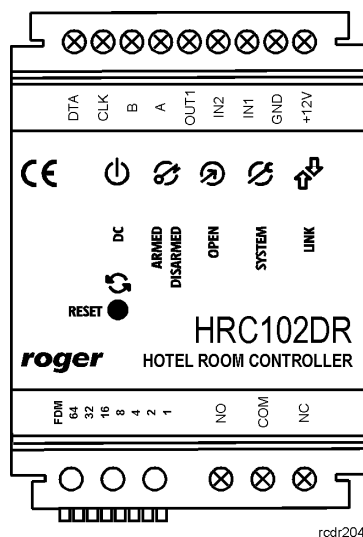 DTA CLK B A OUT1 IN2 IN1 GND +12V
CE
DC ARMED DISARMED OPEN SYSTEM LINK
RESET
HRC102DR
roger HOTEL ROOM CONTROLLER
FDM 64 32 16 8 4 2 1 NO COM NC
rcdr204